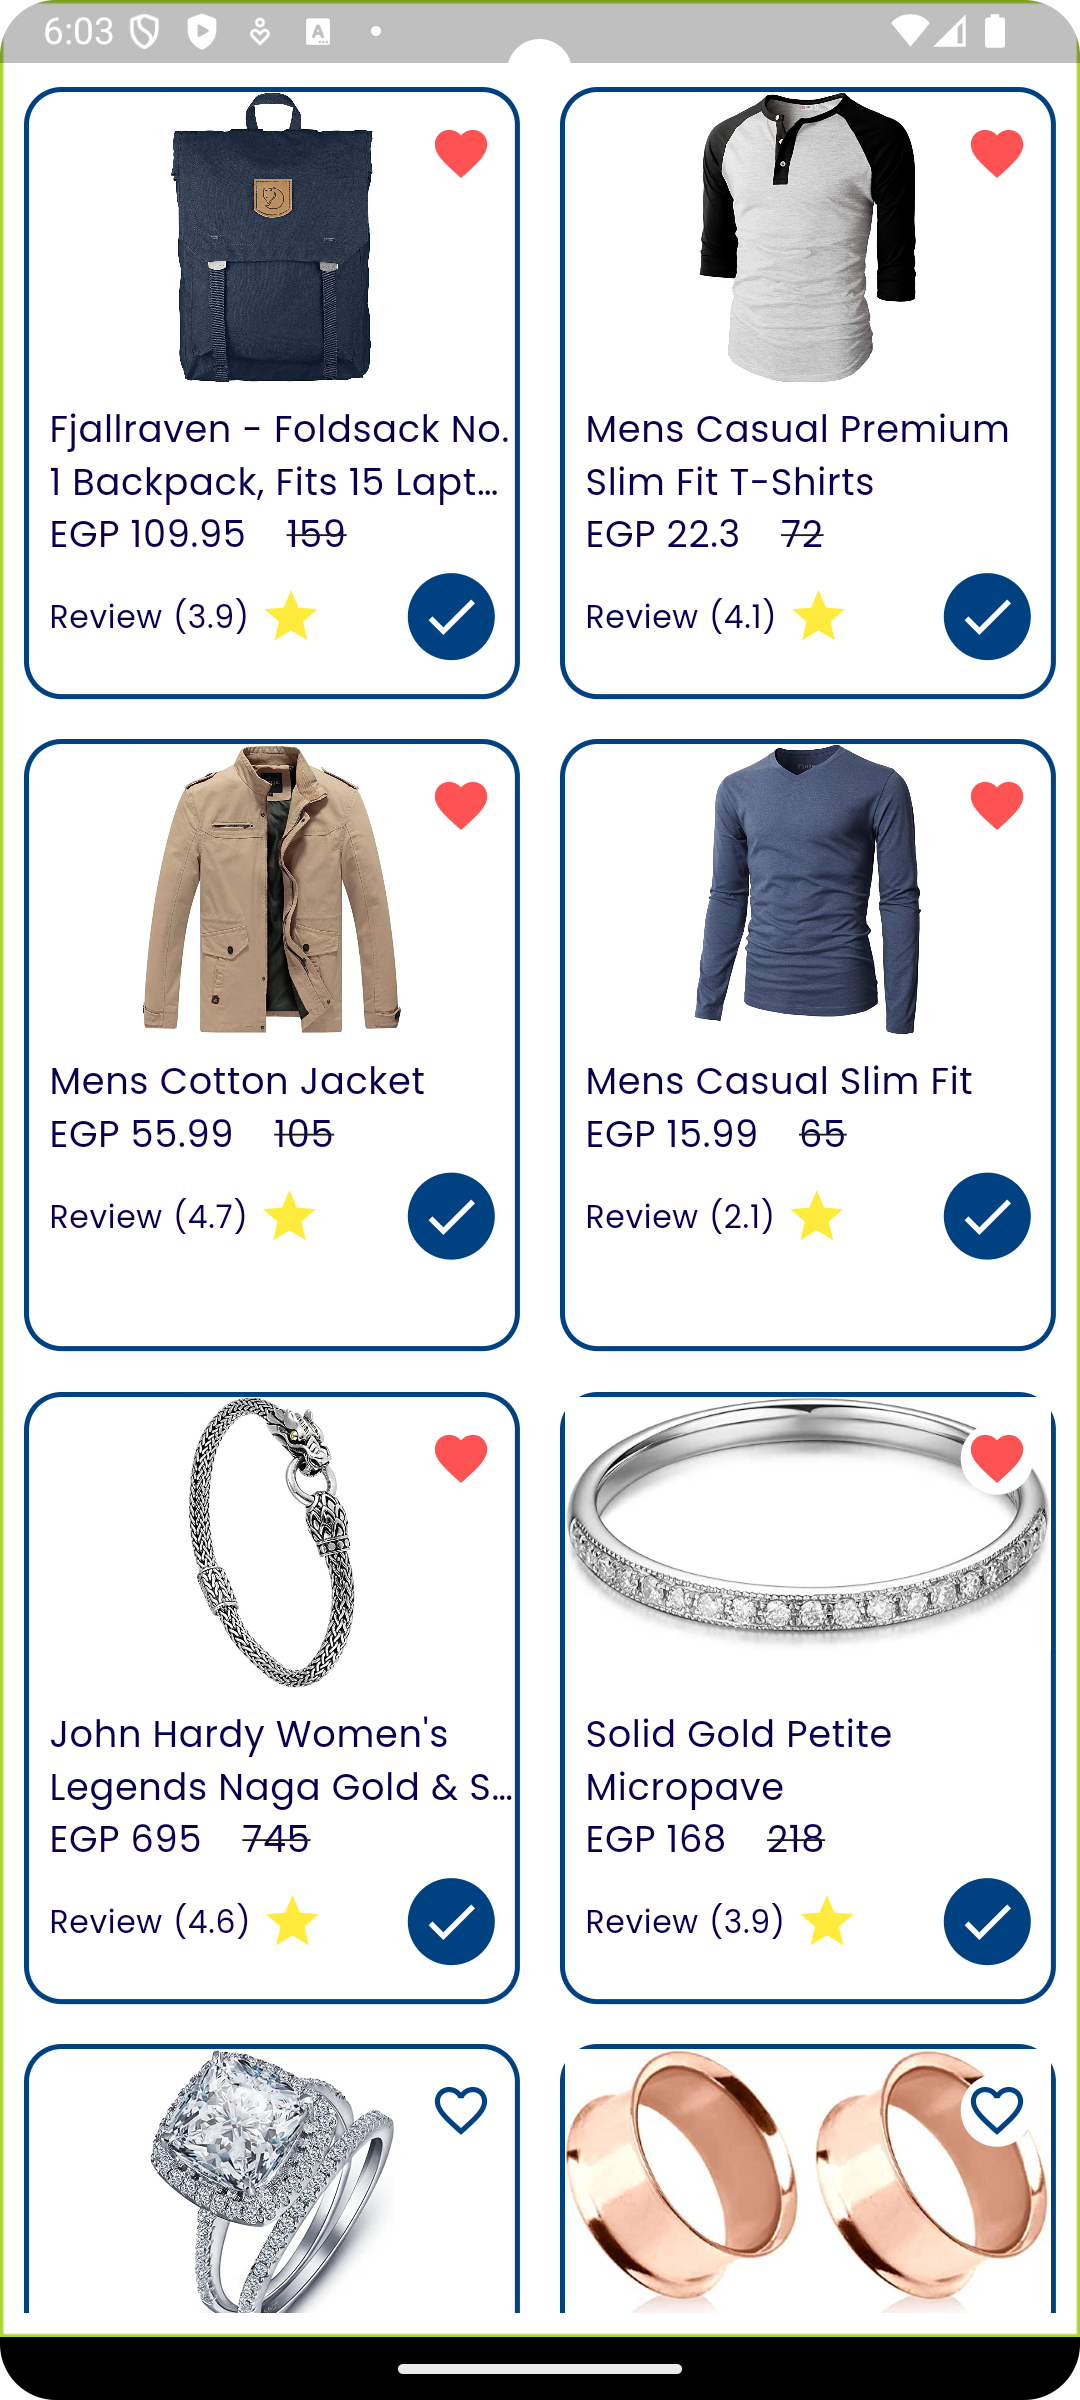 6:03
Fjallraven - Foldsack No.
1 Backpack, Fits 15 Lapt...
EGP 109.95 159
Review (3.9)
Mens Casual Premium
Slim Fit T-Shirts
EGP 22.3 72
Review (4.1)
Mens Cotton Jacket
EGP 55.99 105
Review (4.7)
Mens Casual Slim Fit
EGP 15.99 65
Review (2.1)
John Hardy Women's
Legends Naga Gold & S...
EGP 695 745
Review (4.6)
Solid Gold Petite
Micropave
EGP 168 218
Review (3.9)